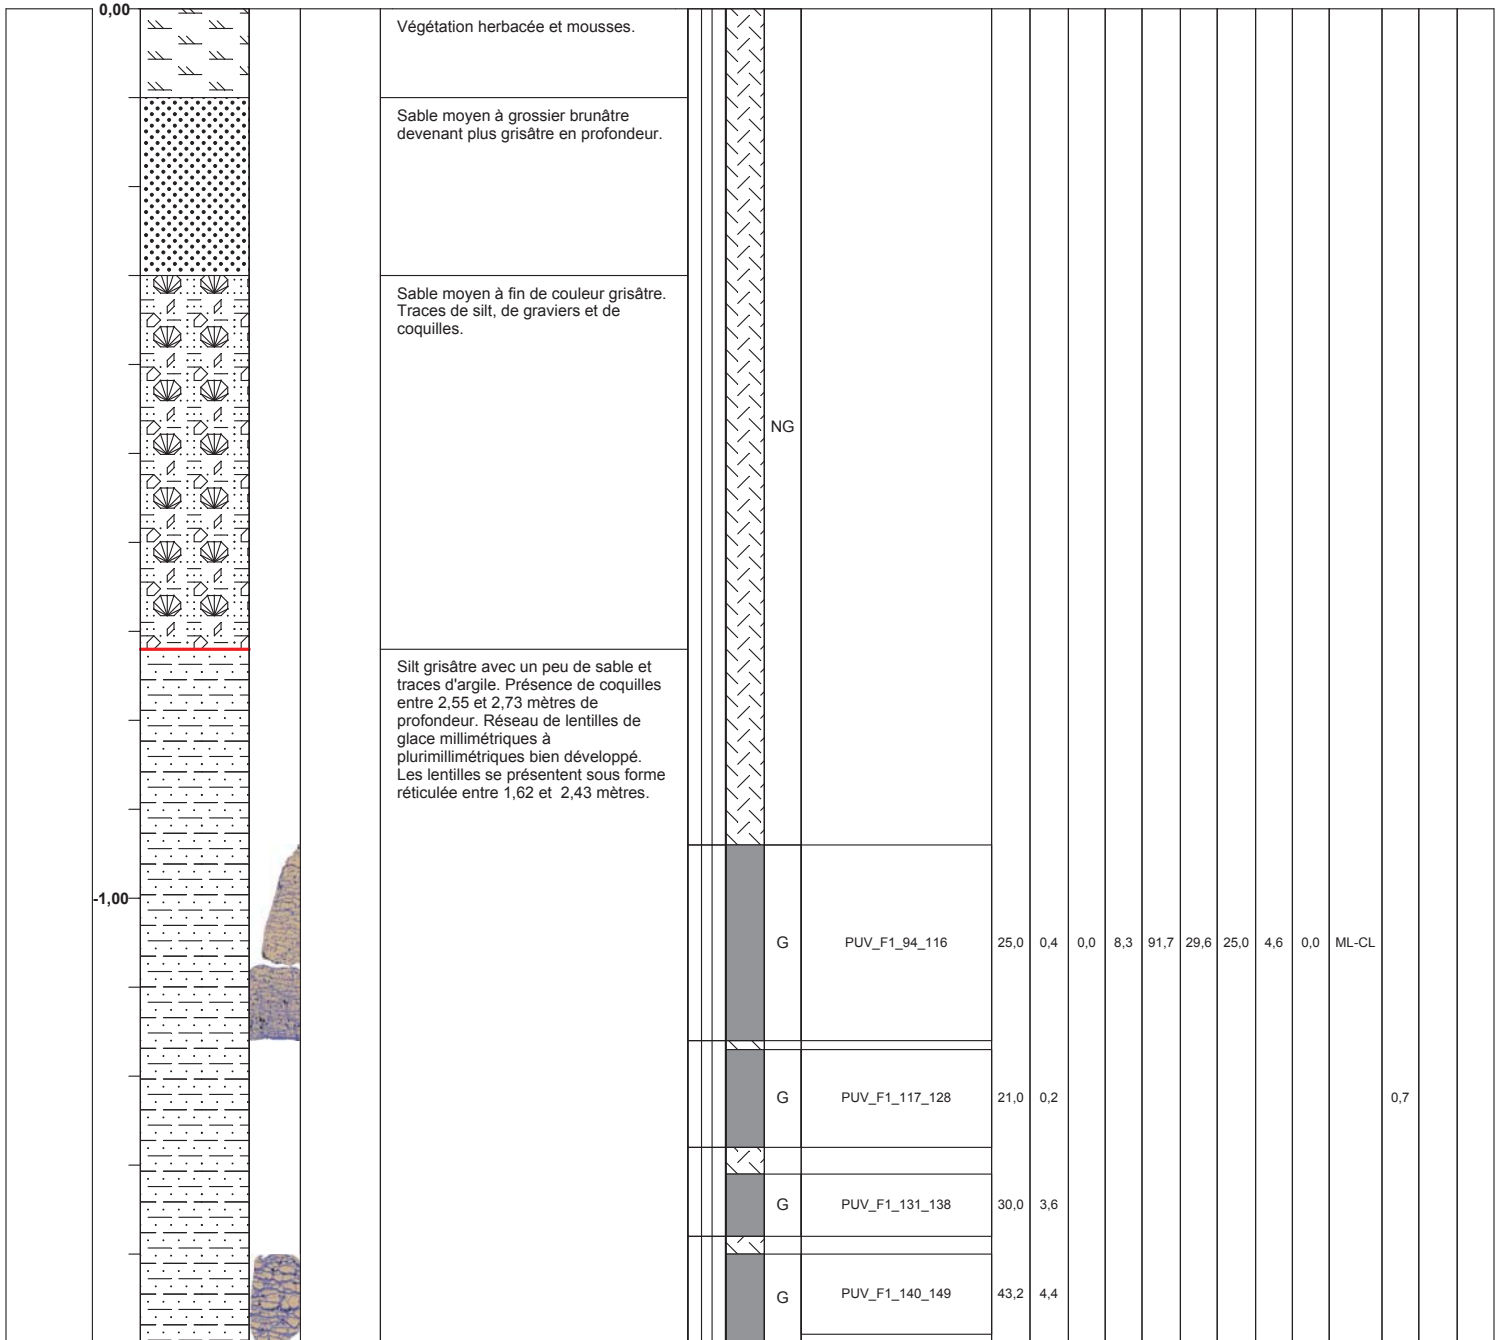 0,00
Végétation herbacée et mousses.
Sable moyen à grossier brunâtre
devenant plus grisâtre en profondeur.
Sable moyen à fin de couleur grisâtre.
Traces de silt, de graviers et de
coquilles.
NG
Silt grisâtre avec un peu de sable et
traces d'argile. Présence de coquilles
entre 2,55 et 2,73 mètres de
profondeur. Réseau de lentilles de
glace millimétriques à
plurimillimétriques bien développé.
Les lentilles se présentent sous forme
réticulée entre 1,62 et 2,43 mètres.
-1,00
G PUV_F1_94_116 25,0 0,4 0,0 8,3 91,7 29,6 25,0 4,6 0,0 ML-CL
G PUV_F1_117_128 21,0 0,2 0,7
G PUV_F1_131_138 30,0 3,6
G PUV_F1_140_149 43,2 4,4